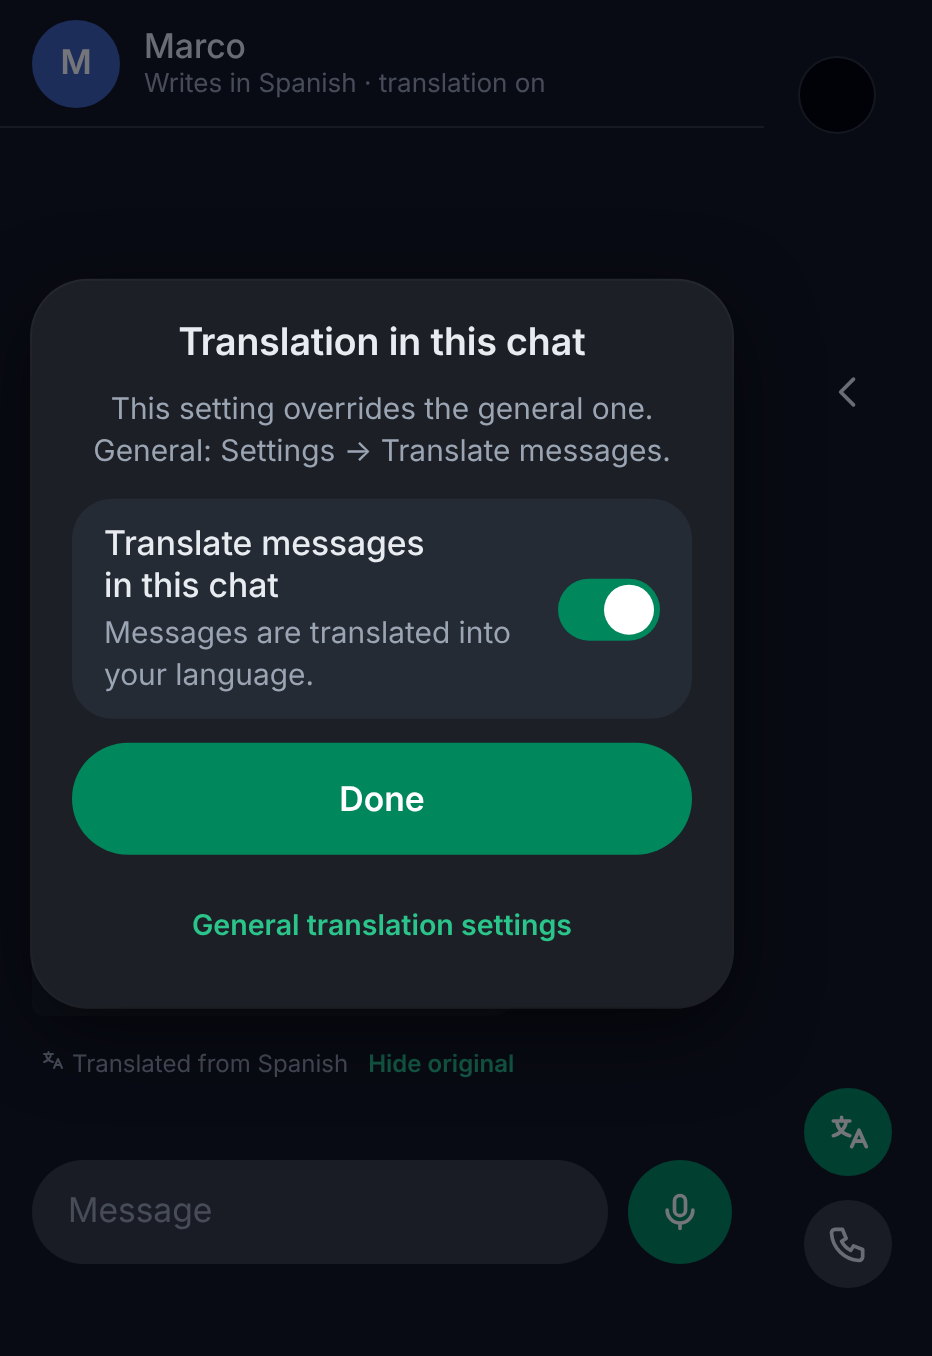 M
Marco
Writes in Spanish · translation on
Translation in this chat
This setting overrides the general one.
General: Settings → Translate messages.
Translate messages
in this chat
Messages are translated into
your language.
Done
General translation settings
Translated from Spanish Hide original
Message